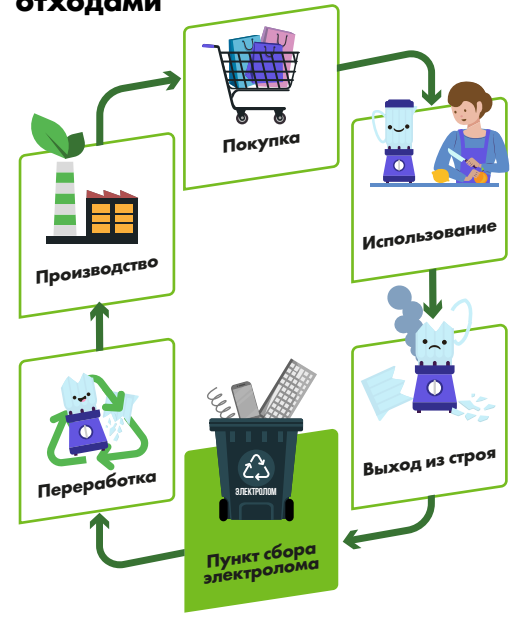 отходами
Покупка
Использование
Выход из строя
ЭЛЕКТРОЛОМ
Пункт сбора
электролома
Переработка
Производство